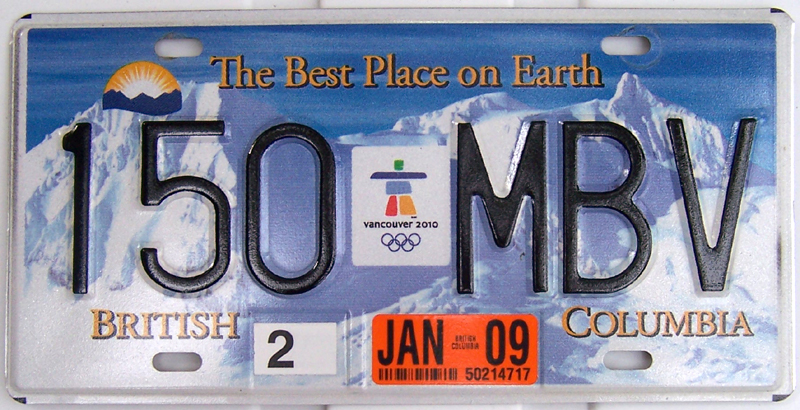 The Best Place on Earth
150 MBV
vancouver 2010
BRITISH COLUMBIA
2
JAN BRITISH COLUMBIA 09
50214717